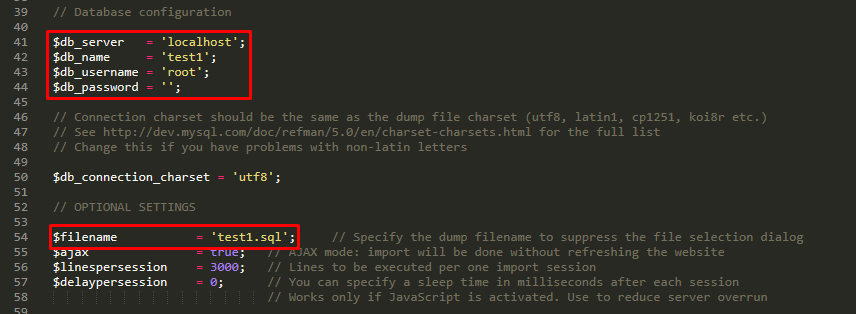 39 // Database configuration
40
41 $db_server   = 'localhost';
42 $db_name     = 'test1';
43 $db_username = 'root';
44 $db_password = '';
45
46 // Connection charset should be the same as the dump file charset (utf8, latin1, cp1251, koi8r etc.)
47 // See http://dev.mysql.com/doc/refman/5.0/en/charset-charsets.html for the full list
48 // Change this if you have problems with non-latin letters
49
50 $db_connection_charset = 'utf8';
51
52 // OPTIONAL SETTINGS
53
54 $filename           = 'test1.sql';     // Specify the dump filename to suppress the file selection dialog
55 $ajax               = true;   // AJAX mode: import will be done without refreshing the website
56 $linespersession    = 3000;   // Lines to be executed per one import session
57 $delaypersession    = 0;      // You can specify a sleep time in milliseconds after each session
58                               // Works only if JavaScript is activated. Use to reduce server overrun
59